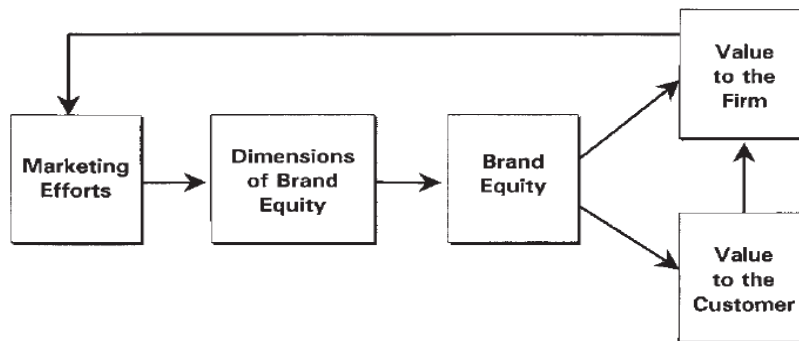 Marketing
Efforts
Dimensions
of Brand
Equity
Brand
Equity
Value
to the
Firm
Value
to the
Customer